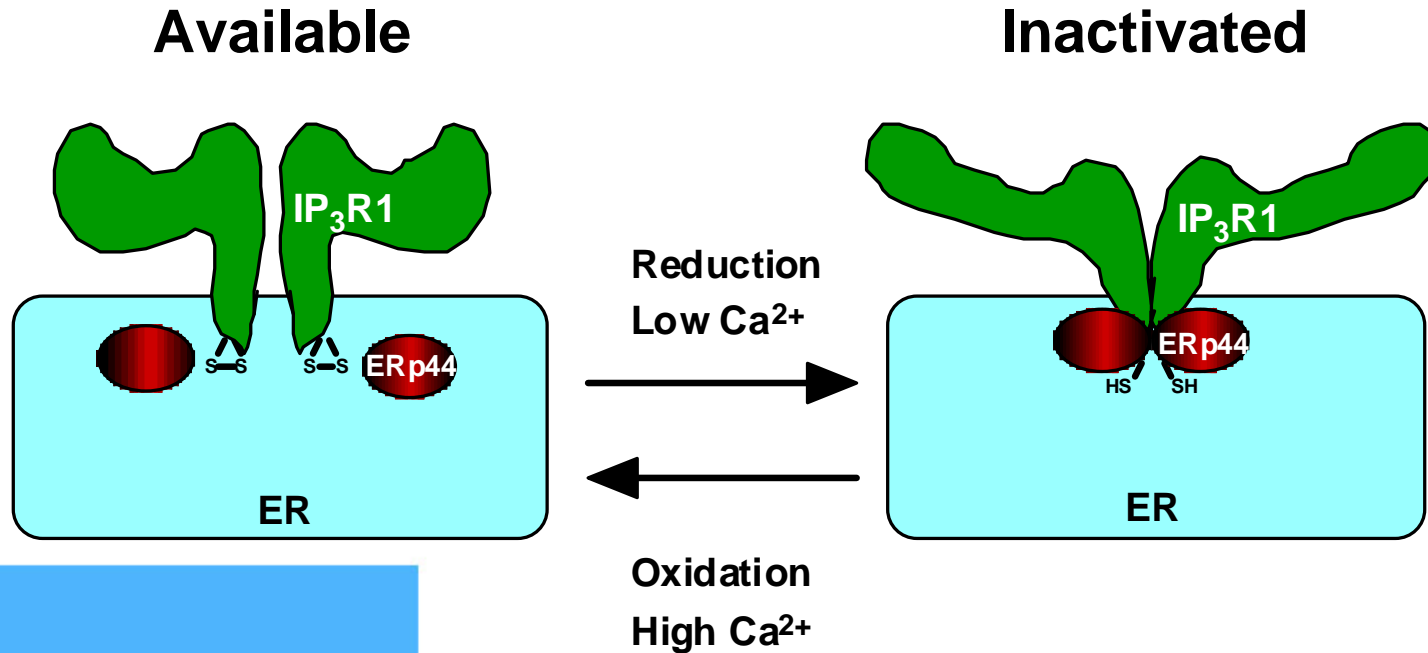 Available
Inactivated
IP₃R1
IP₃R1
Reduction
Low Ca²⁺
S–S
S–S
ERp44
ERp44
HS
SH
ER
ER
Oxidation
High Ca²⁺